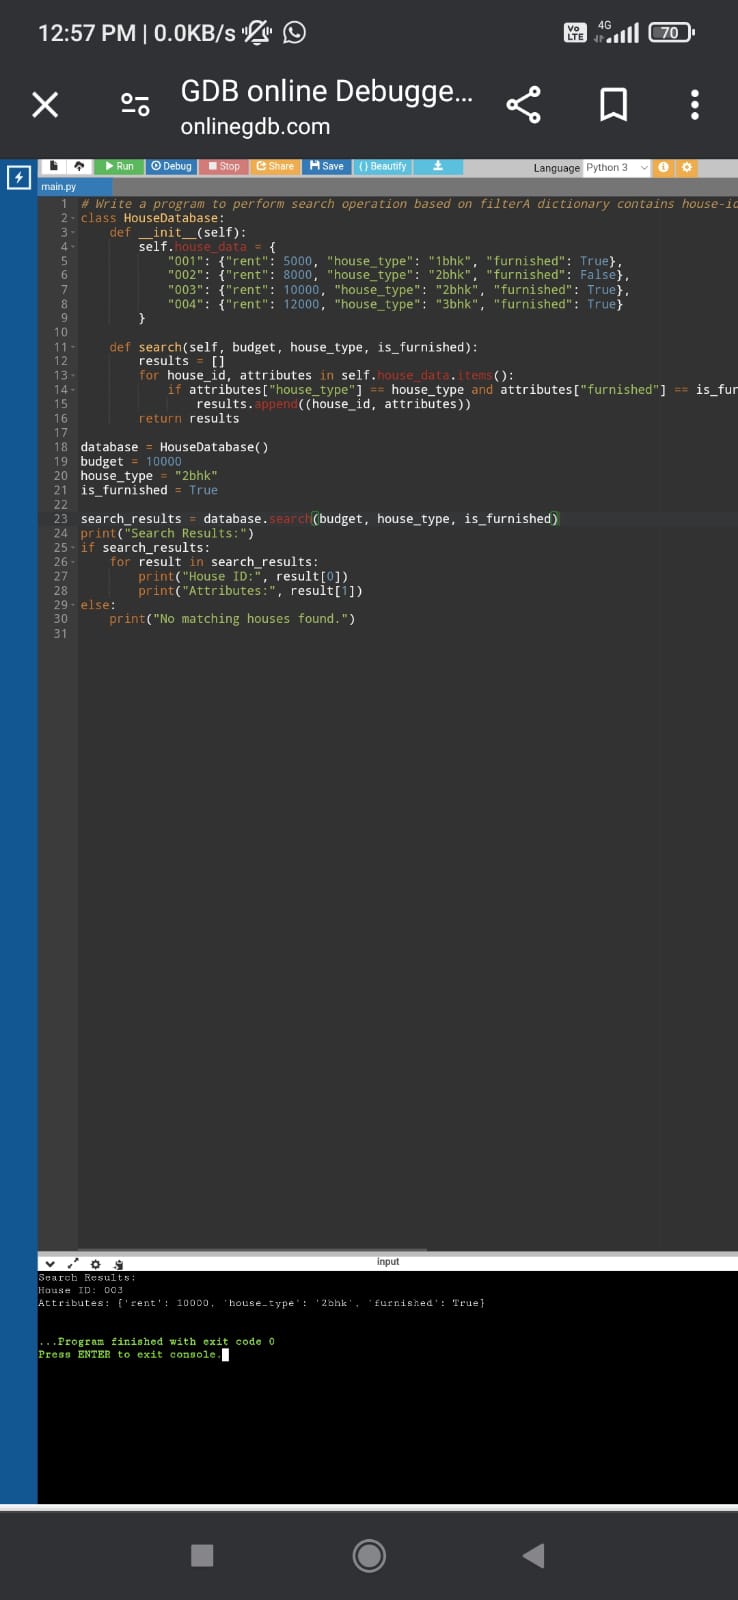 12:57 PM | 0.0KB/s
Vo LTE 4G 70
GDB online Debugge...
onlinegdb.com
Run Debug Stop Share Save {} Beautify Language Python 3
main.py
1 # Write a program to perform search operation based on filterA dictionary contains house-id
2 class HouseDatabase:
3 def __init__(self):
4 self.house_data = {
5 "001": {"rent": 5000, "house_type": "1bhk", "furnished": True},
6 "002": {"rent": 8000, "house_type": "2bhk", "furnished": False},
7 "003": {"rent": 10000, "house_type": "2bhk", "furnished": True},
8 "004": {"rent": 12000, "house_type": "3bhk", "furnished": True}
9 }
10
11 def search(self, budget, house_type, is_furnished):
12 results = []
13 for house_id, attributes in self.house_data.items():
14 if attributes["house_type"] == house_type and attributes["furnished"] == is_fur
15 results.append((house_id, attributes))
16 return results
17
18 database = HouseDatabase()
19 budget = 10000
20 house_type = "2bhk"
21 is_furnished = True
22
23 search_results = database.search(budget, house_type, is_furnished)
24 print("Search Results:")
25 if search_results:
26 for result in search_results:
27 print("House ID:", result[0])
28 print("Attributes:", result[1])
29 else:
30 print("No matching houses found.")
31
input
Search Results:
House ID: 003
Attributes: {'rent': 10000, 'house_type': '2bhk', 'furnished': True}
...Program finished with exit code 0
Press ENTER to exit console.